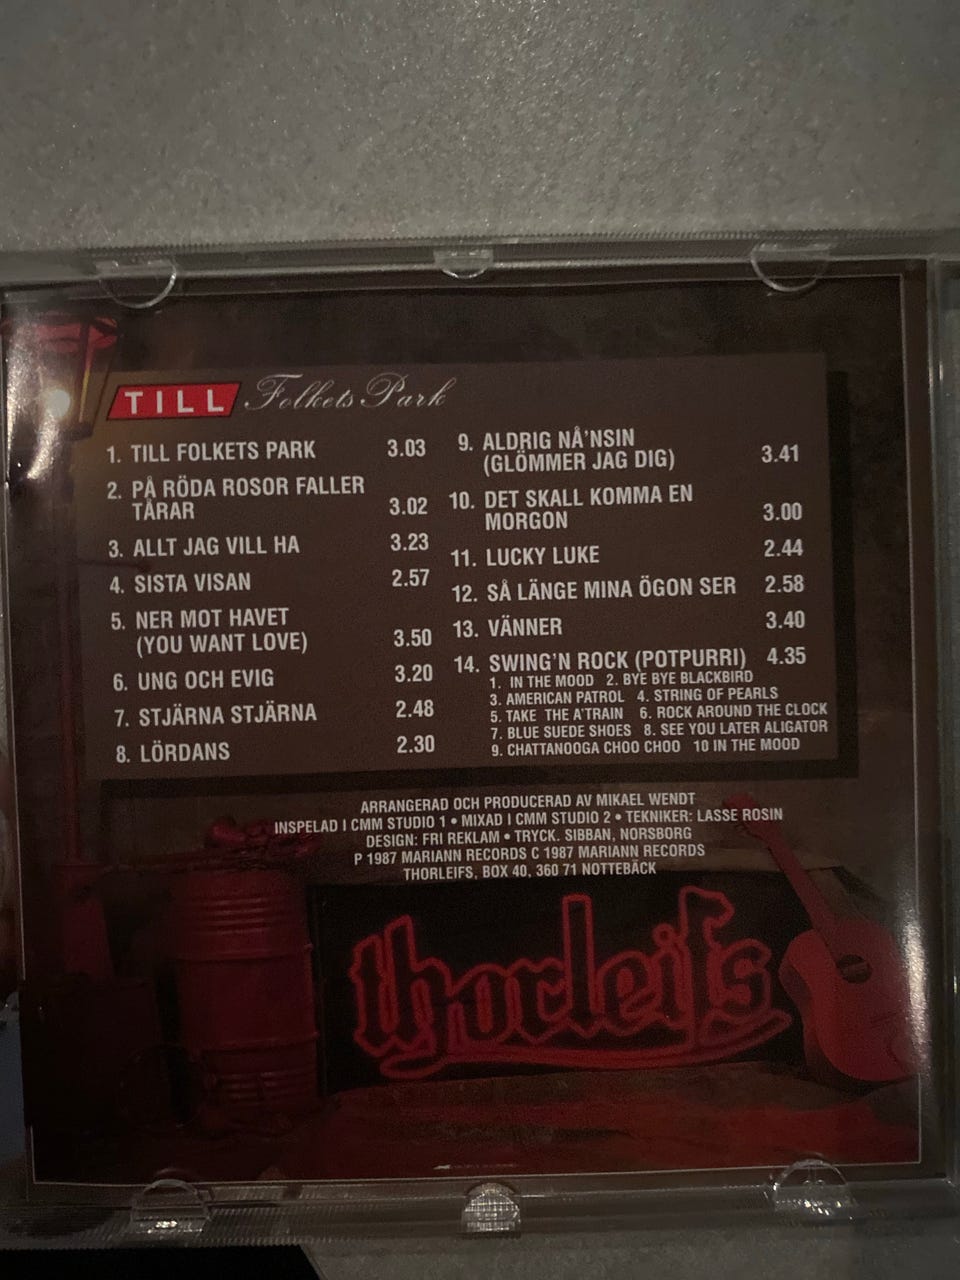 TILL Folkets Park
1. TILL FOLKETS PARK 3.03
2. PÅ RÖDA ROSOR FALLER
TÅRAR 3.02
3. ALLT JAG VILL HA 3.23
4. SISTA VISAN 2.57
5. NER MOT HAVET
(YOU WANT LOVE) 3.50
6. UNG OCH EVIG 3.20
7. STJÄRNA STJÄRNA 2.48
8. LÖRDANS 2.30
9. ALDRIG NÅ'NSIN
(GLÖMMER JAG DIG) 3.41
10. DET SKALL KOMMA EN
MORGON 3.00
11. LUCKY LUKE 2.44
12. SÅ LÄNGE MINA ÖGON SER 2.58
13. VÄNNER 3.40
14. SWING'N ROCK (POTPURRI) 4.35
1. IN THE MOOD 2. BYE BYE BLACKBIRD
3. AMERICAN PATROL 4. STRING OF PEARLS
5. TAKE THE A'TRAIN 6. ROCK AROUND THE CLOCK
7. BLUE SUEDE SHOES 8. SEE YOU LATER ALIGATOR
9. CHATTANOOGA CHOO CHOO 10 IN THE MOOD
ARRANGERAD OCH PRODUCERAD AV MIKAEL WENDT
INSPELAD I CMM STUDIO 1 • MIXAD I CMM STUDIO 2 • TEKNIKER: LASSE ROSIN
DESIGN: FRI REKLAM • TRYCK. SIBBAN, NORSBORG
P 1987 MARIANN RECORDS C 1987 MARIANN RECORDS
THORLEIFS, BOX 40, 360 71 NOTTEBÄCK
thorleifs